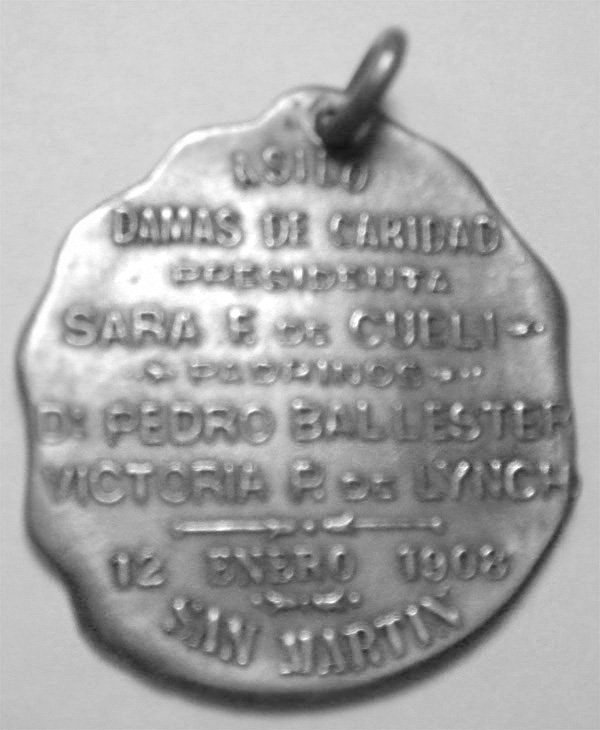 ASILO
DAMAS DE CARIDAD
PRESIDENTA
SARA F. DE CUELI
PADRINOS
Dr PEDRO BALLESTER
VICTORIA P. DE LYNCH
12 ENERO 1908
SAN MARTIN